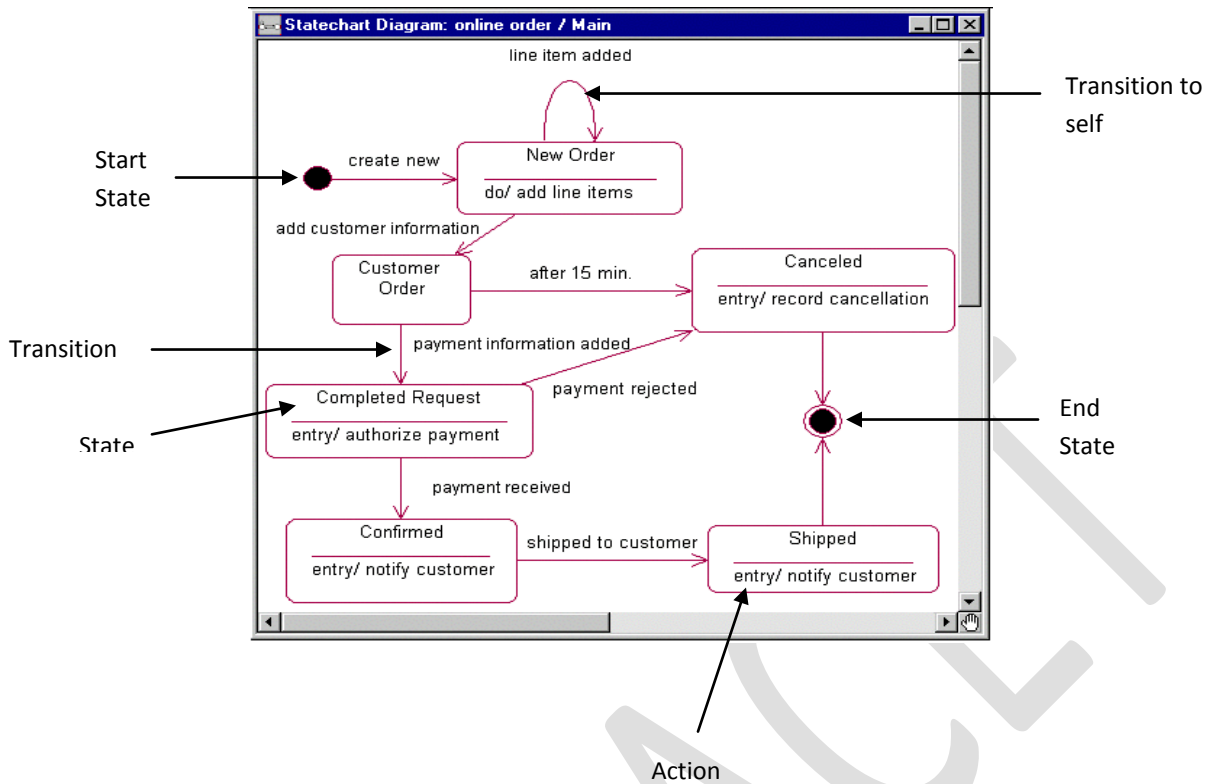 Statechart Diagram: online order / Main
line item added
Transition to
self
New Order
create new
Start
State
do/ add line items
add customer information
Customer
Order
after 15 min.
Canceled
entry/ record cancellation
Transition
payment information added
Completed Request
payment rejected
End
State
entry/ authorize payment
State
payment received
Confirmed
shipped to customer
Shipped
entry/ notify customer
entry/ notify customer
Action